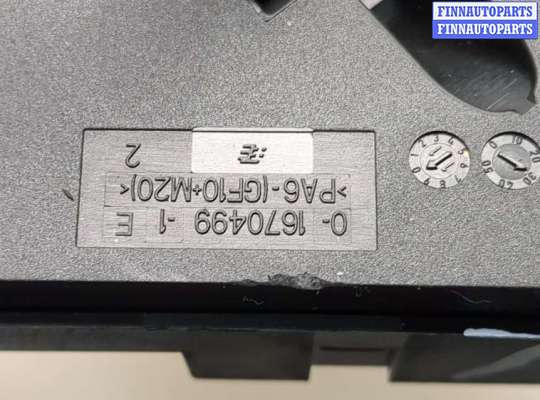 FINNAUTOPARTS
FINNAUTOPARTS
0-1670499-1 E
>PA6-(GF10+M20)<
2